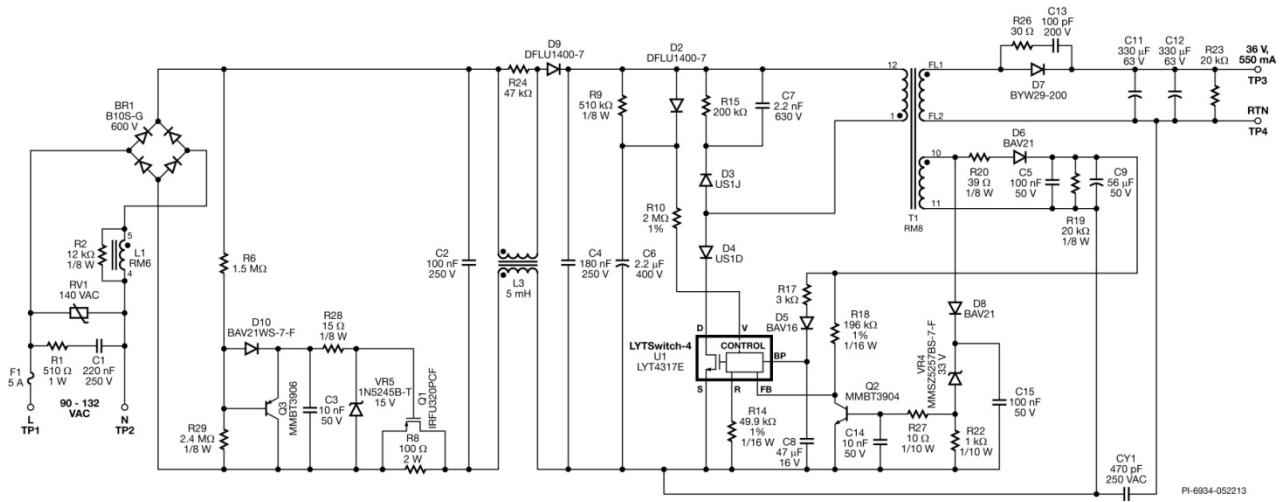 BR1
B10S-G
600 V
R2
12 kΩ
1/8 W
5
L1
RM6
4
RV1
140 VAC
R1
510 Ω
1 W
C1
220 nF
250 V
F1
5 A
90 - 132
VAC
L
TP1
N
TP2
R6
1.5 MΩ
D10
BAV21WS-7-F
R28
15 Ω
1/8 W
R29
2.4 MΩ
1/8 W
Q3
MMBT3906
C3
10 nF
50 V
VR5
1N5245B-T
15 V
Q1
IRFU320PCF
R8
100 Ω
2 W
C2
100 nF
250 V
R24
47 kΩ
D9
DFLU1400-7
L3
5 mH
C4
180 nF
250 V
R9
510 kΩ
1/8 W
C6
2.2 µF
400 V
D2
DFLU1400-7
R10
2 MΩ
1%
R15
200 kΩ
C7
2.2 nF
630 V
D3
US1J
D4
US1D
LYTSwitch-4
U1
LYT4317E
D
V
CONTROL
BP
S
R
FB
R14
49.9 kΩ
1%
1/16 W
R17
3 kΩ
D5
BAV16
C8
47 µF
16 V
R18
196 kΩ
1%
1/16 W
Q2
MMBT3904
C14
10 nF
50 V
R27
10 Ω
1/10 W
VR4
MMSZ5257BS-7-F
33 V
R22
1 kΩ
1/10 W
D8
BAV21
C15
100 nF
50 V
12
1
FL1
FL2
10
11
T1
RM8
R26
30 Ω
C13
100 pF
200 V
D7
BYW29-200
C11
330 µF
63 V
C12
330 µF
63 V
R23
20 kΩ
36 V,
550 mA
TP3
RTN
TP4
R20
39 Ω
1/8 W
D6
BAV21
C5
100 nF
50 V
R19
20 kΩ
1/8 W
C9
56 µF
50 V
CY1
470 pF
250 VAC
PI-6934-052213